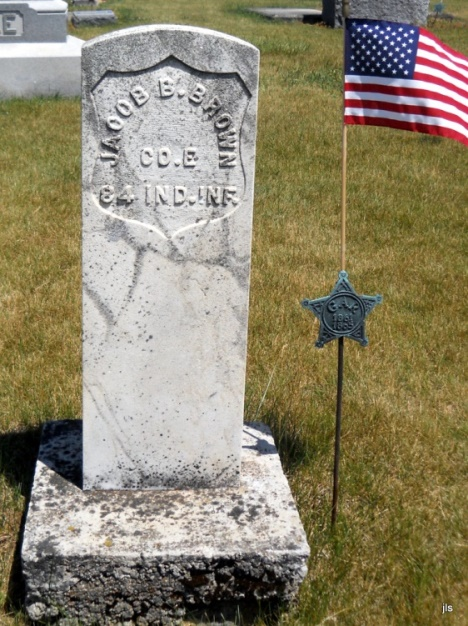 JACOB B. BROWN
CO. E
84 IND. INF.
G A R
1861
1865
jls